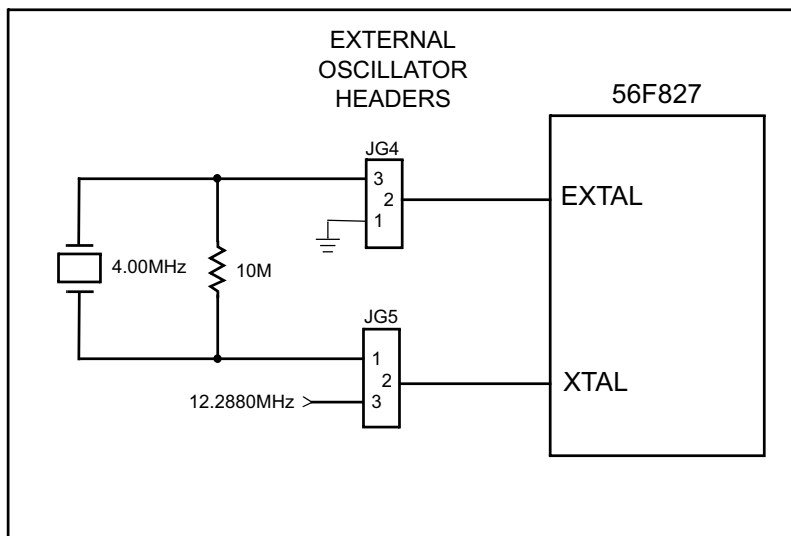 EXTERNAL
OSCILLATOR
HEADERS
56F827
JG4
3
2
1
EXTAL
4.00MHz
10M
JG5
1
2
3
XTAL
12.2880MHz